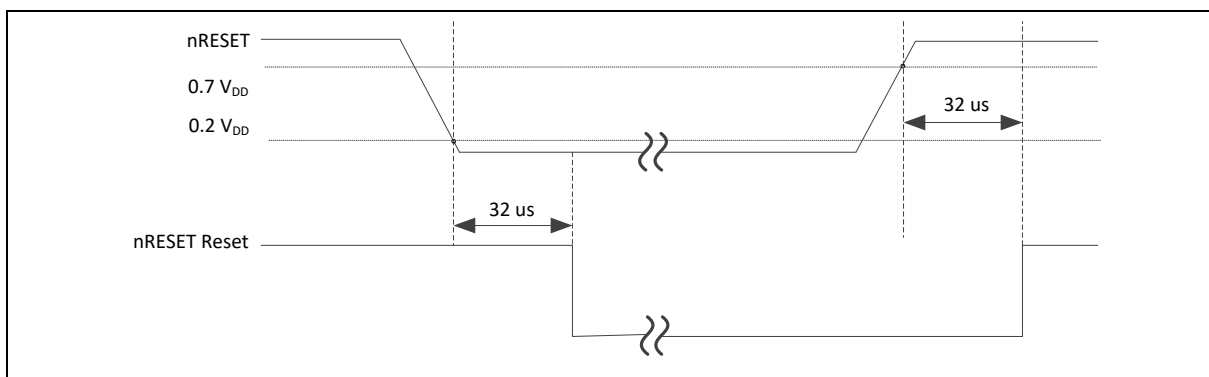 nRESET
0.7 VDD
32 us
0.2 VDD
32 us
nRESET Reset